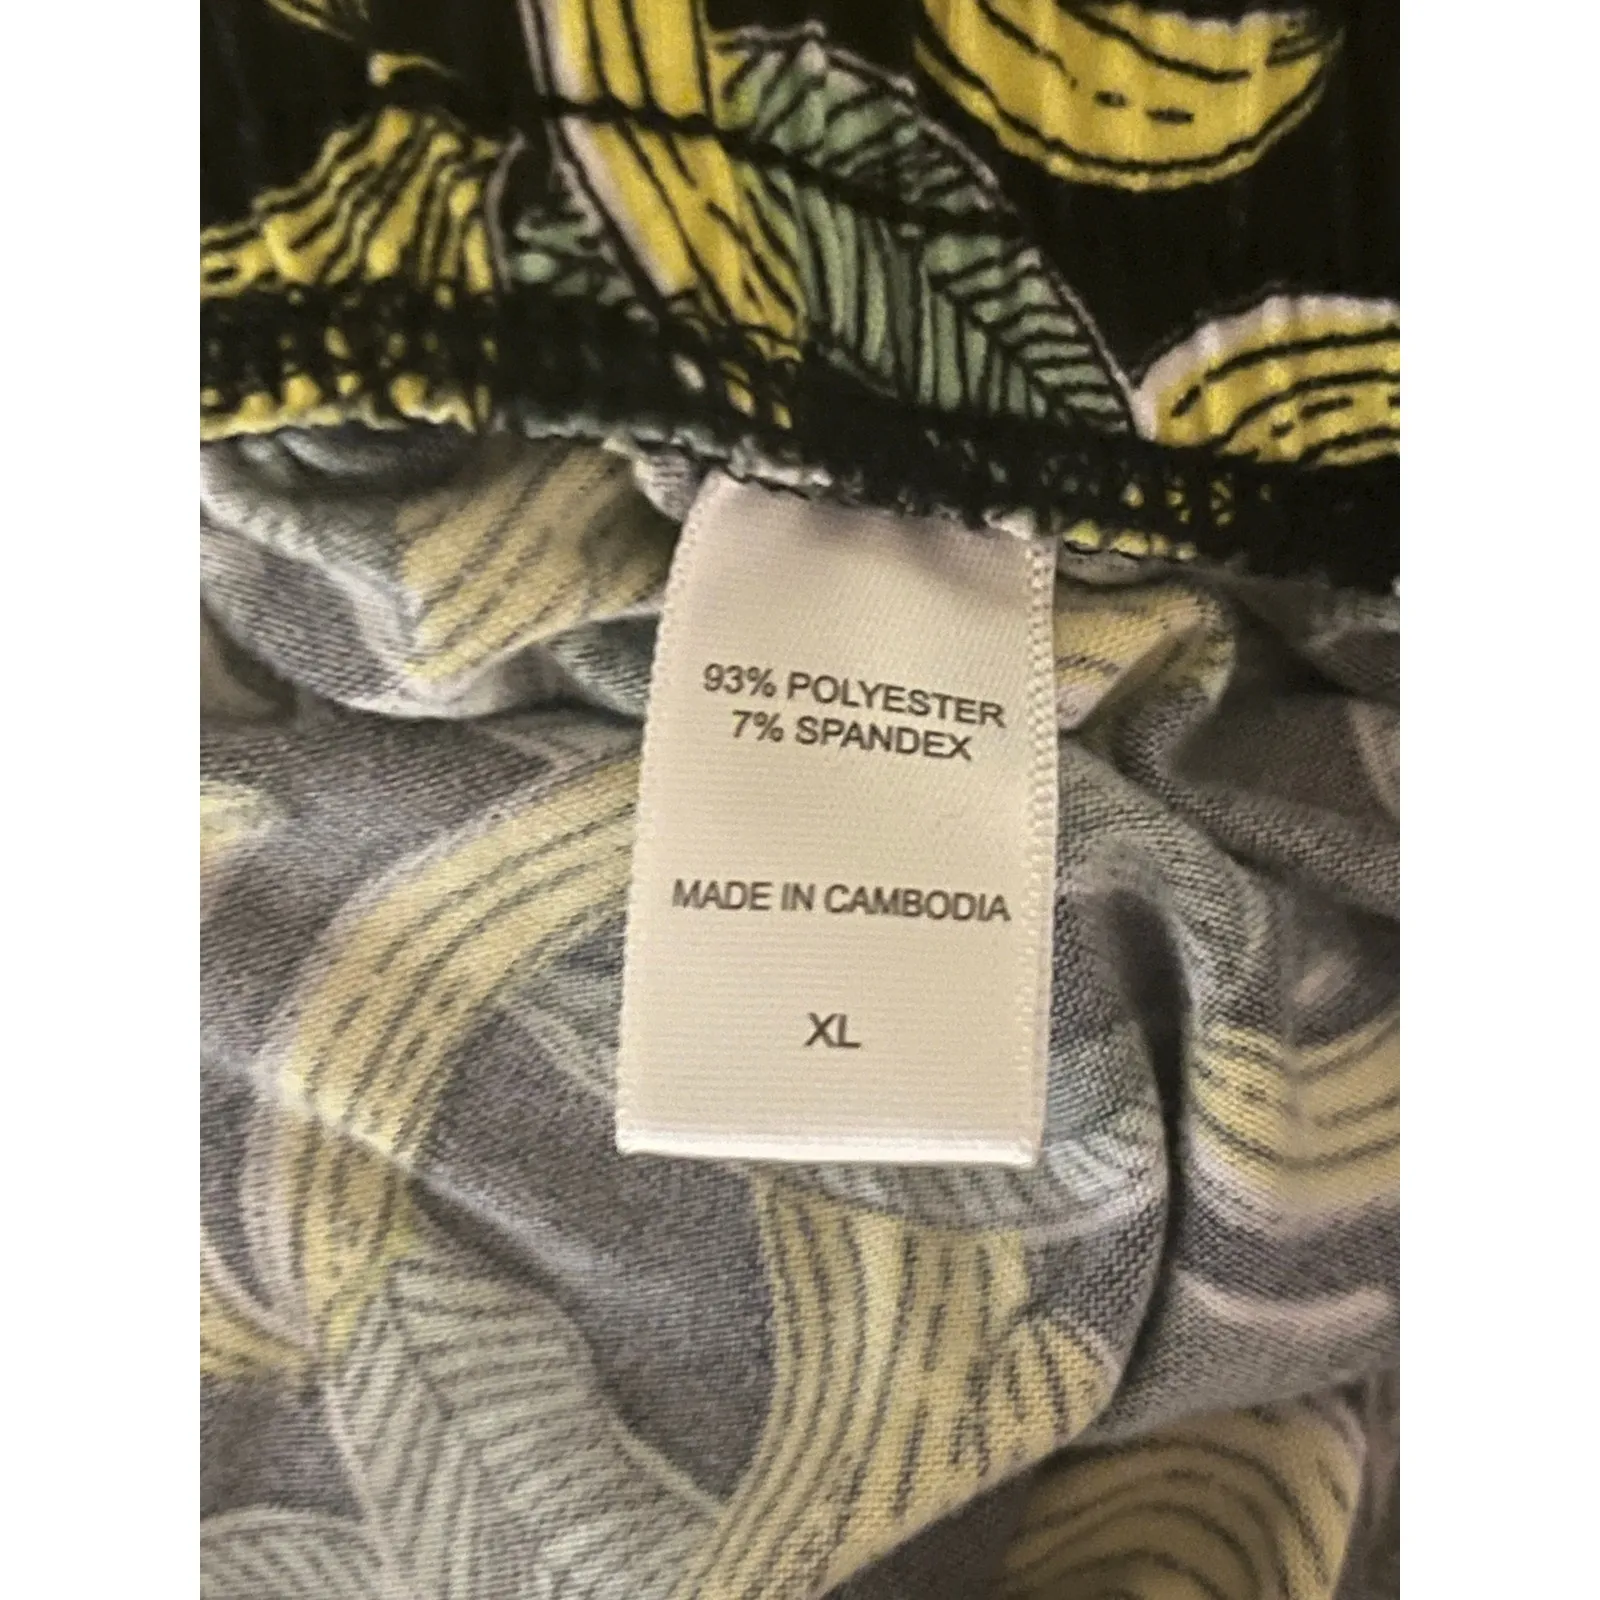 93% POLYESTER
7% SPANDEX
MADE IN CAMBODIA
XL